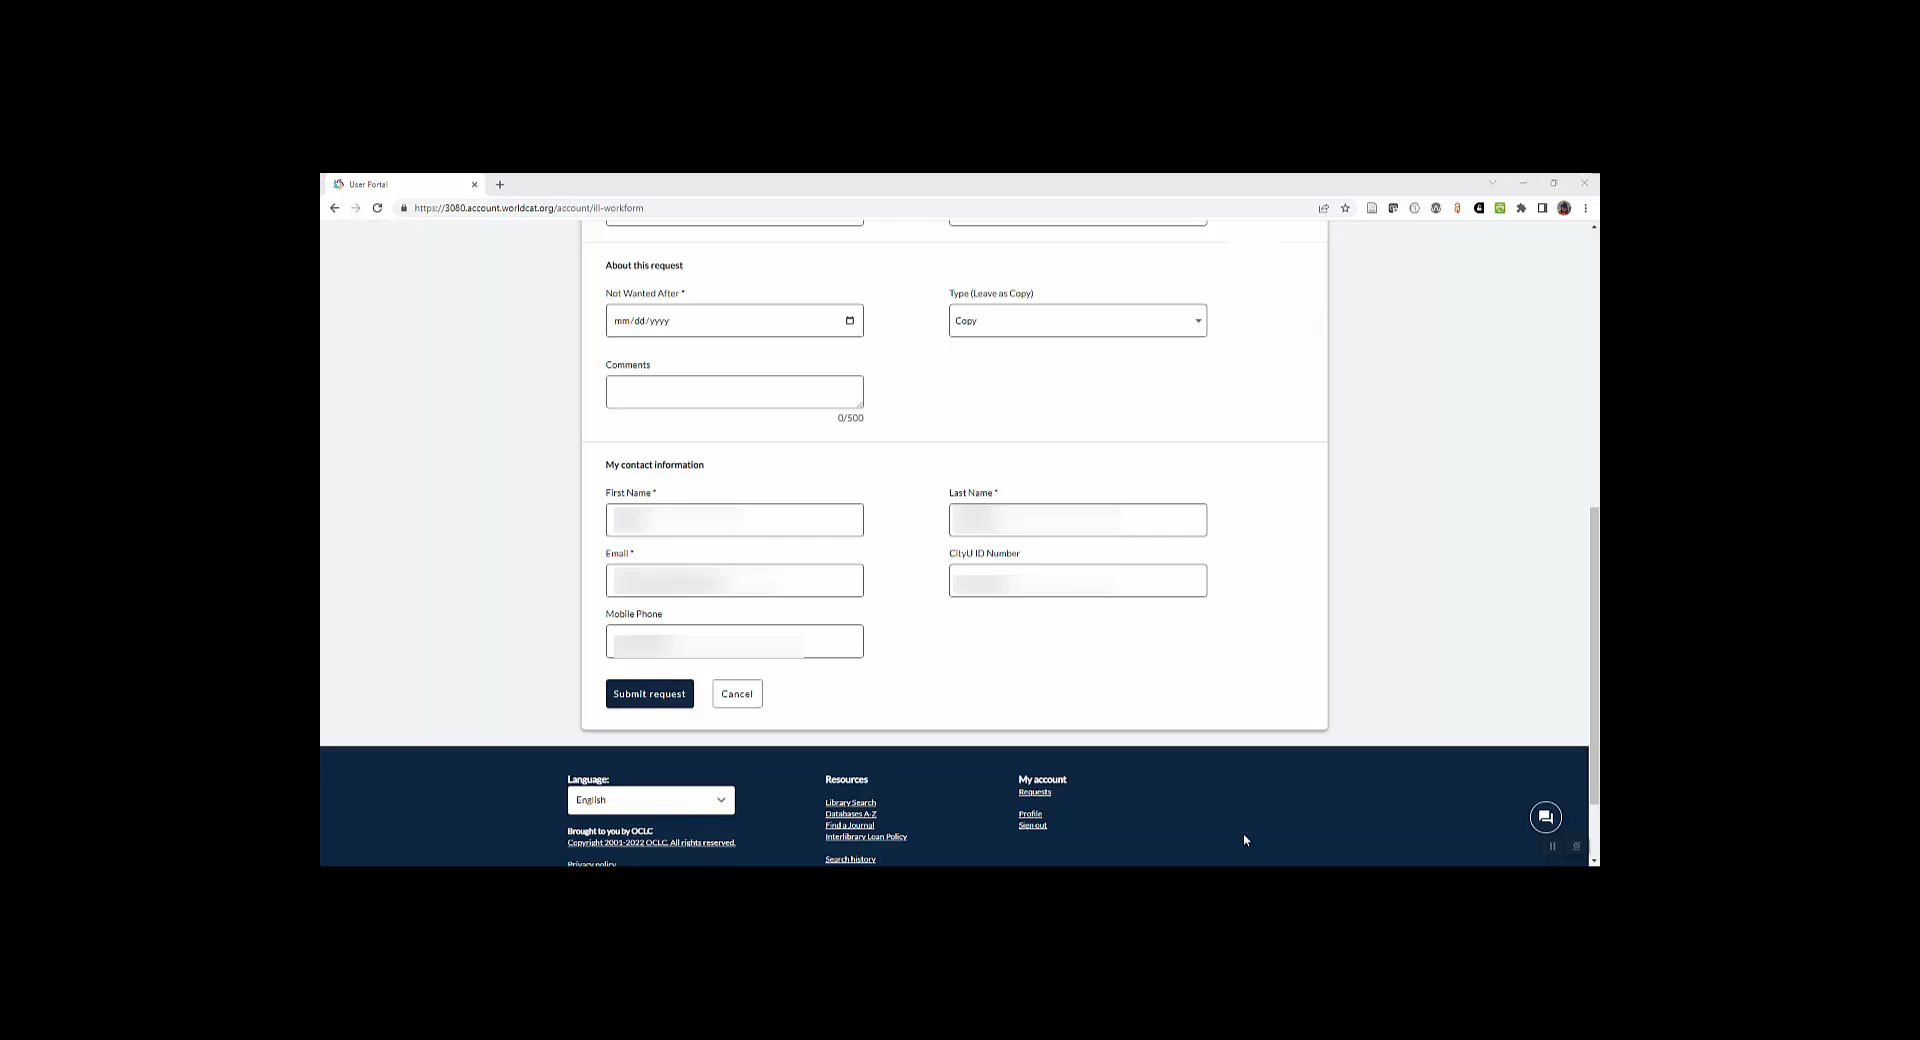 User Portal
https://3080.account.worldcat.org/account/ill-workform
About this request
Not Wanted After *
Type (Leave as Copy)
mm/dd/yyyy
Copy
Comments
0/500
My contact information
First Name *
Last Name *
Email *
CityU ID Number
Mobile Phone
Submit request
Cancel
Language:
English
Brought to you by OCLC
Copyright 2001-2022 OCLC. All rights reserved.
Privacy policy
Resources
Library Search
Databases A-Z
Find a Journal
Interlibrary Loan Policy
Search history
My account
Requests
Profile
Sign out